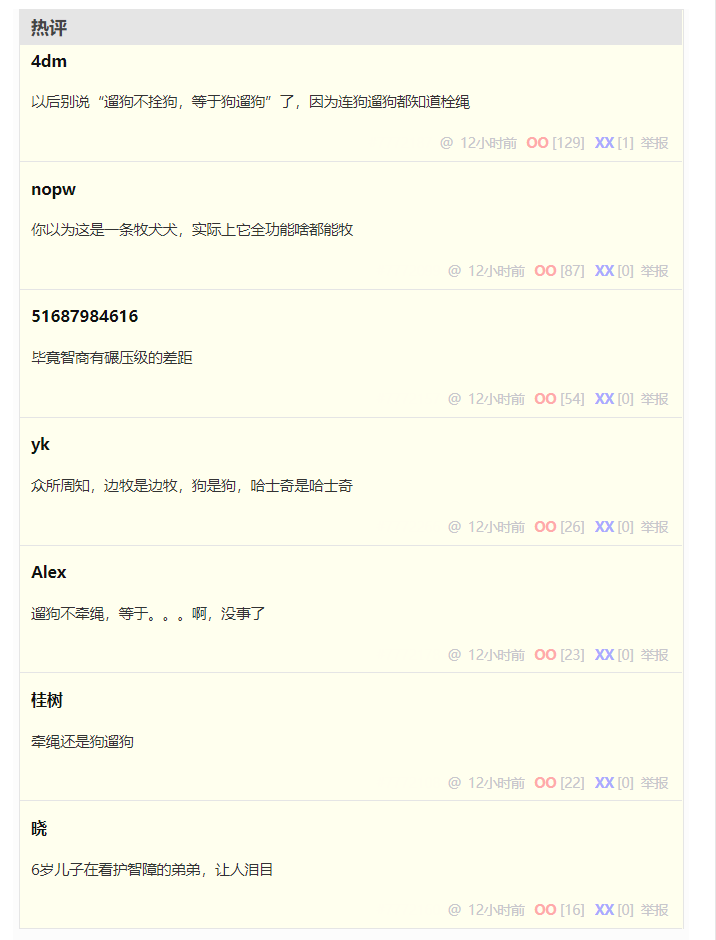 热评
4dm
以后别说“遛狗不拴狗，等于狗遛狗”了，因为连狗遛狗都知道栓绳
@ 12小时前 OO [129] XX [1] 举报
nopw
你以为这是一条牧犬犬，实际上它全功能啥都能牧
@ 12小时前 OO [87] XX [0] 举报
51687984616
毕竟智商有碾压级的差距
@ 12小时前 OO [54] XX [0] 举报
yk
众所周知，边牧是边牧，狗是狗，哈士奇是哈士奇
@ 12小时前 OO [26] XX [0] 举报
Alex
遛狗不牵绳，等于。。。啊，没事了
@ 12小时前 OO [23] XX [0] 举报
桂树
牵绳还是狗遛狗
@ 12小时前 OO [22] XX [0] 举报
晓
6岁儿子在看护智障的弟弟，让人泪目
@ 12小时前 OO [16] XX [0] 举报